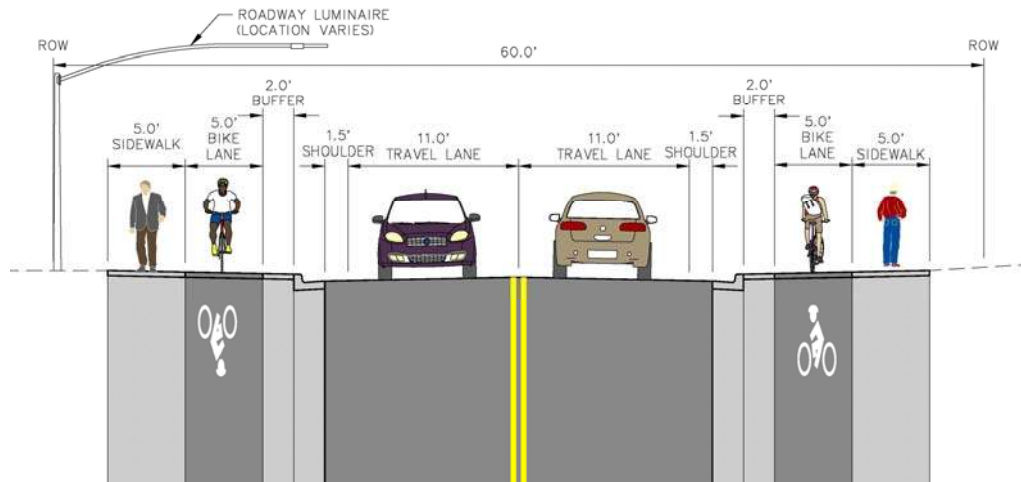 ROADWAY LUMINAIRE
(LOCATION VARIES)
ROW
60.0'
ROW
2.0'
BUFFER
2.0'
BUFFER
5.0'
SIDEWALK
5.0'
BIKE
LANE
1.5'
SHOULDER
11.0'
TRAVEL LANE
11.0'
TRAVEL LANE
1.5'
SHOULDER
5.0'
BIKE
LANE
5.0'
SIDEWALK